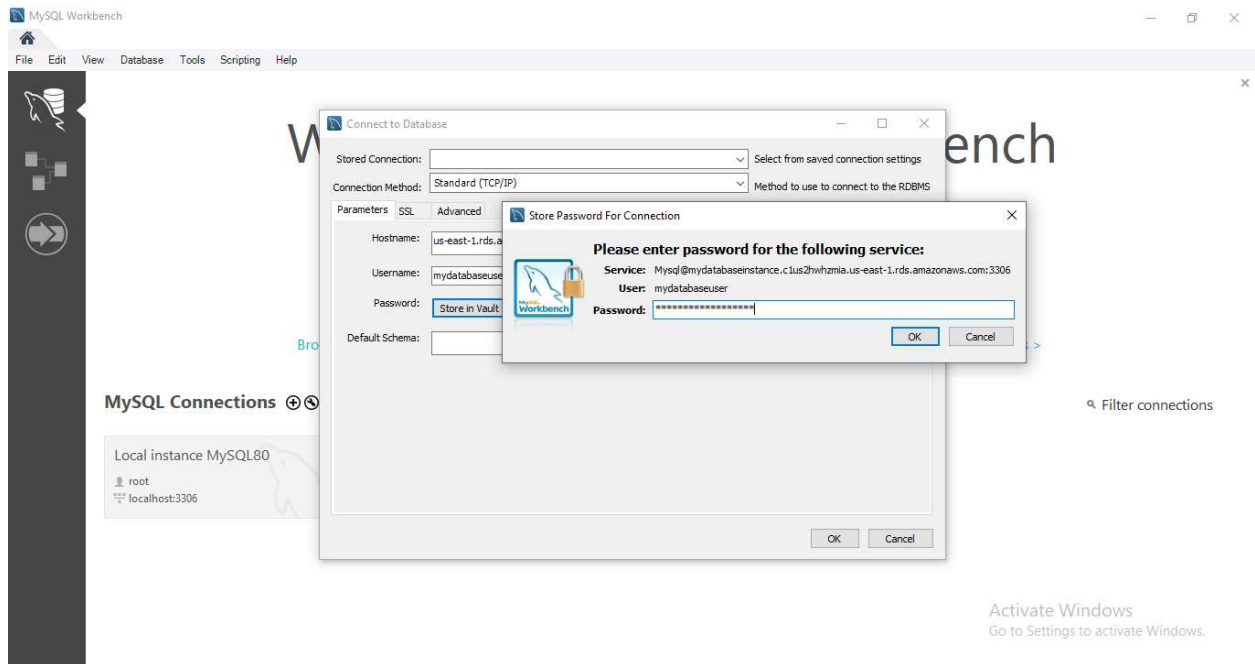 MySQL Workbench
File Edit View Database Tools Scripting Help
Connect to Database
W
ench
Stored Connection:
Select from saved connection settings
Connection Method: Standard (TCP/IP)
Method to use to connect to the RDBMS
Parameters SSL Advanced
Store Password For Connection
Hostname: us-east-1.rds.a
Please enter password for the following service:
Service: Mysql@mydatabaseinstance.c1us2hwhzmia.us-east-1.rds.amazonaws.com:3306
Username: mydatabaseuse
User: mydatabaseuser
Password: Store in Vault
MySQL
Workbench
Password: ******************
OK Cancel
Default Schema:
Bro
s >
MySQL Connections
Filter connections
Local instance MySQL80
root
localhost:3306
OK Cancel
Activate Windows
Go to Settings to activate Windows.